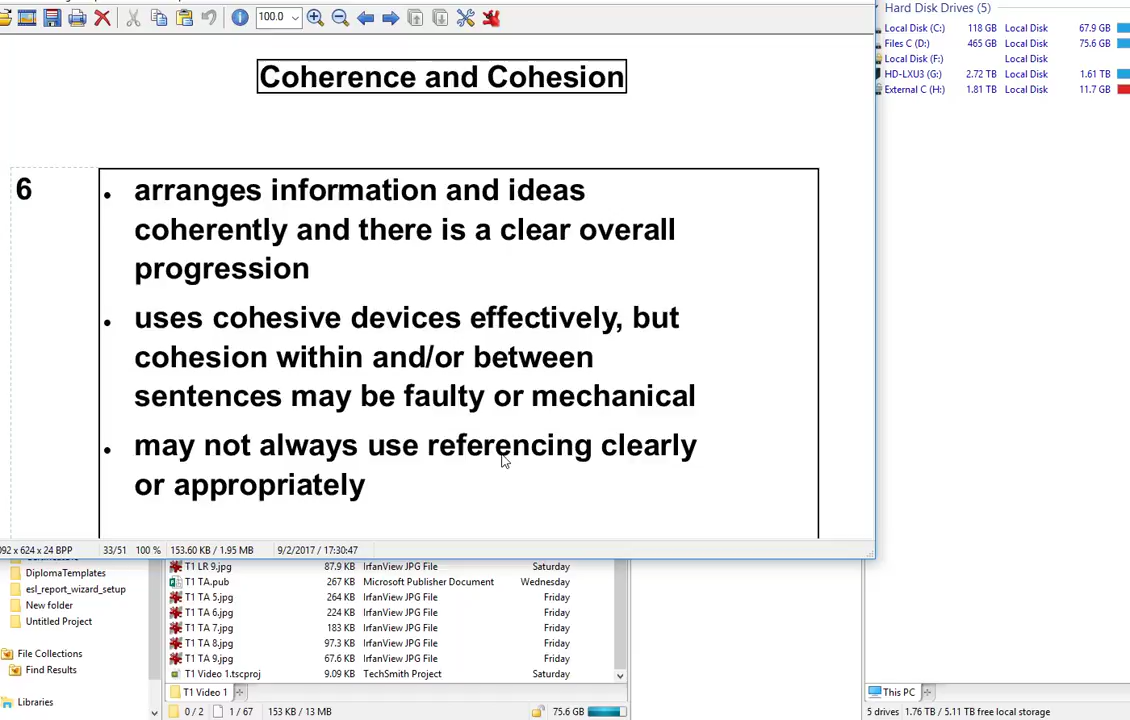 100.0
Coherence and Cohesion
6
• arranges information and ideas
coherently and there is a clear overall
progression
• uses cohesive devices effectively, but
cohesion within and/or between
sentences may be faulty or mechanical
• may not always use referencing clearly
or appropriately
092 x 624 x 24 BPP 33/51 100 % 153.60 KB / 1.95 MB 9/2/2017 / 17:30:47
Hard Disk Drives (5)
Local Disk (C:) 118 GB Local Disk 67.9 GB
Files C (D:) 465 GB Local Disk 75.6 GB
Local Disk (F:) Local Disk
HD-LXU3 (G:) 2.72 TB Local Disk 1.61 TB
External C (H:) 1.81 TB Local Disk 11.7 GB
DiplomaTemplates
esl_report_wizard_setup
New folder
Untitled Project
File Collections
Find Results
Libraries
T1 LR 9.jpg 87.9 KB IrfanView JPG File Saturday
T1 TA.pub 267 KB Microsoft Publisher Document Wednesday
T1 TA 5.jpg 264 KB IrfanView JPG File Friday
T1 TA 6.jpg 224 KB IrfanView JPG File Friday
T1 TA 7.jpg 183 KB IrfanView JPG File Friday
T1 TA 8.jpg 97.3 KB IrfanView JPG File Friday
T1 TA 9.jpg 67.6 KB IrfanView JPG File Friday
T1 Video 1.tscproj 9.09 KB TechSmith Project Saturday
T1 Video 1
0 / 2 1 / 67 153 KB / 13 MB 75.6 GB
This PC
5 drives 1.76 TB / 5.11 TB free local storage